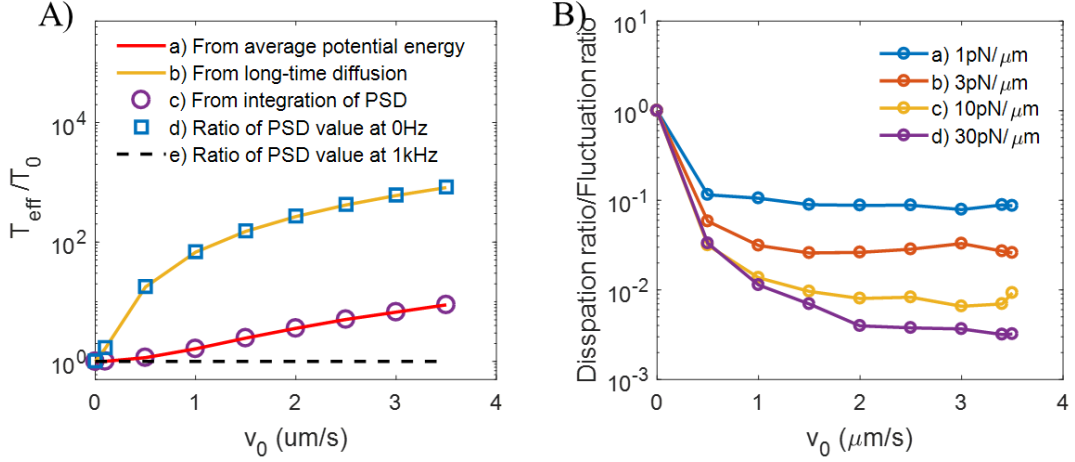 A)
a) From average potential energy
b) From long-time diffusion
c) From integration of PSD
d) Ratio of PSD value at 0Hz
e) Ratio of PSD value at 1kHz
T_eff /T_0
10^4
10^2
10^0
0 1 2 3 4
v_0 (um/s)
B)
a) 1pN/ μm
b) 3pN/ μm
c) 10pN/ μm
d) 30pN/ μm
Disspation ratio/Fluctuation ratio
10^1
10^0
10^-1
10^-2
10^-3
0 1 2 3 4
v_0 (μm/s)